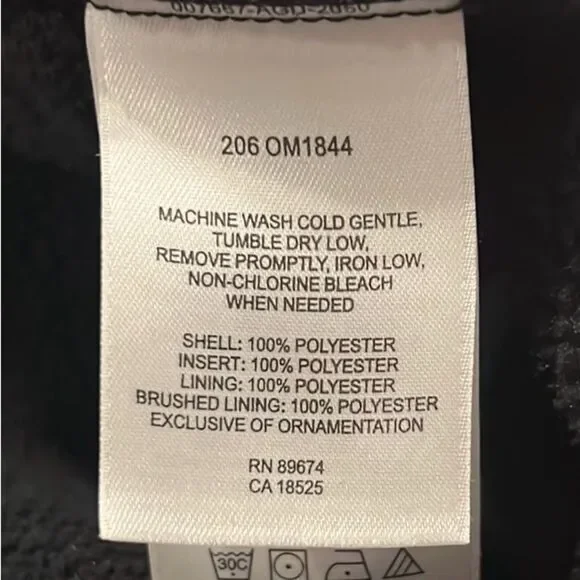 206 OM1844
MACHINE WASH COLD GENTLE,
TUMBLE DRY LOW,
REMOVE PROMPTLY, IRON LOW,
NON-CHLORINE BLEACH
WHEN NEEDED
SHELL: 100% POLYESTER
INSERT: 100% POLYESTER
LINING: 100% POLYESTER
BRUSHED LINING: 100% POLYESTER
EXCLUSIVE OF ORNAMENTATION
RN 89674
CA 18525
30C